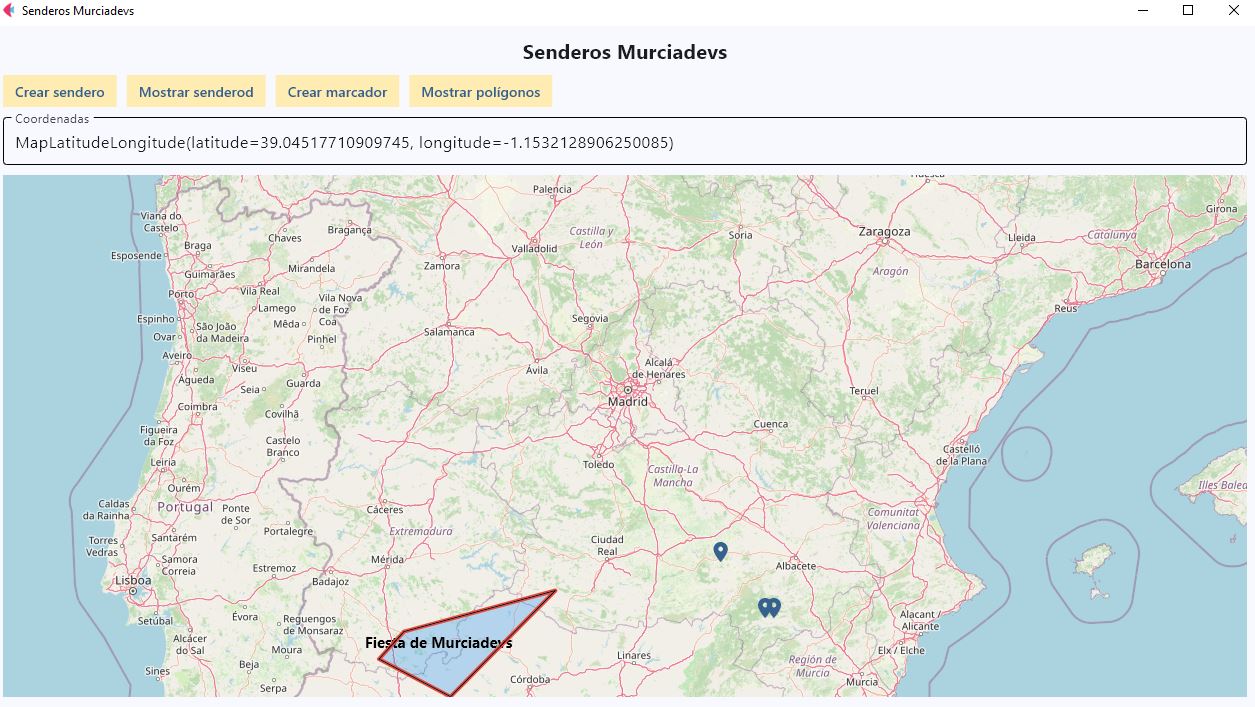 Senderos Murciadevs
Senderos Murciadevs
Crear sendero
Mostrar senderod
Crear marcador
Mostrar polígonos
Coordenadas
MapLatitudeLongitude(latitude=39.04517710909745, longitude=-1.1532128906250085)
Palencia
Viana do
Castelo
Bragança
Chaves
Castilla y
León
Soria
Zaragoza
Lleida
Catalunya
Girona
Braga
Esposende
Valladolid
Guimarães
Mirandela
Zamora
Aragón
Barcelona
Porto
Vila Real
Vila Nova
de Foz
Coa
Lamego
Reus
Espinho
São João
da Madeira
Mêda
Segovia
Salamanca
Ovar
Pinhel
Aveiro
Viseu
Ávila
Alcalá
de Henares
Águeda
Seia
Guarda
Teruel
Madrid
Coimbra
Covilhã
Cuenca
Figueira
da Foz
Castelo
Branco
Castelló
de la Plana
Leiria
Toledo
Castilla-La
Mancha
Ourém
Illes Balea
Caldas
da Rainha
Portugal
Ponte
de Sor
Cáceres
Comunitat
Valenciana
Santarém
Portalegre
Extremadura
Torres
Vedras
Ciudad
Real
Samora
Correia
Estremoz
Mérida
Albacete
Lisboa
Badajoz
Setúbal
Évora
Reguengos
de Monsaraz
Alacant /
Alicante
Alcácer
do Sal
Fiesta de Murciadevs
Moura
Linares
Elx / Elche
Beja
Región de
Murcia
Sines
Serpa
Córdoba
Murcia